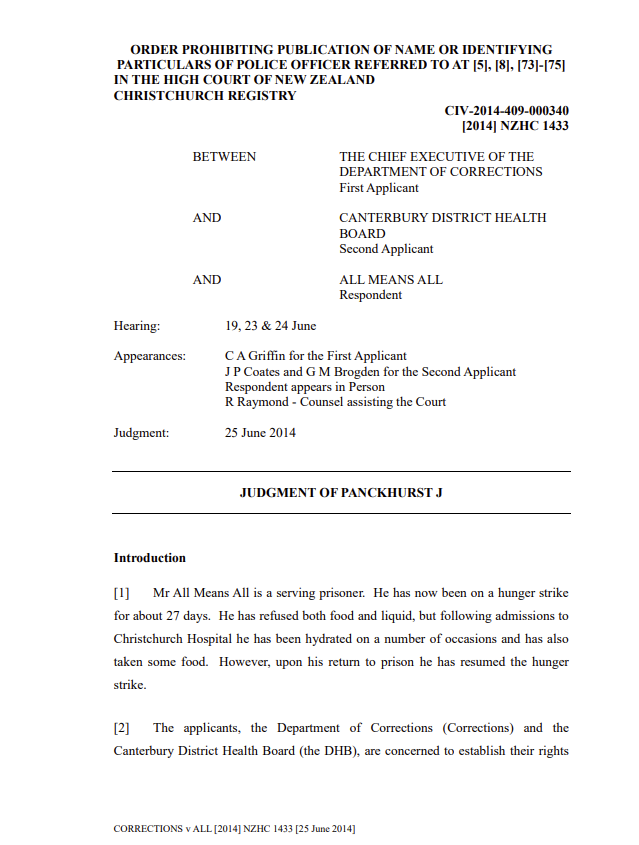 ORDER PROHIBITING PUBLICATION OF NAME OR IDENTIFYING
PARTICULARS OF POLICE OFFICER REFERRED TO AT [5], [8], [73]-[75]
IN THE HIGH COURT OF NEW ZEALAND
CHRISTCHURCH REGISTRY
CIV-2014-409-000340
[2014] NZHC 1433
BETWEEN THE CHIEF EXECUTIVE OF THE
DEPARTMENT OF CORRECTIONS
First Applicant
AND CANTERBURY DISTRICT HEALTH
BOARD
Second Applicant
AND ALL MEANS ALL
Respondent
Hearing: 19, 23 & 24 June
Appearances: C A Griffin for the First Applicant
J P Coates and G M Brogden for the Second Applicant
Respondent appears in Person
R Raymond - Counsel assisting the Court
Judgment: 25 June 2014
JUDGMENT OF PANCKHURST J
Introduction
[1] Mr All Means All is a serving prisoner. He has now been on a hunger strike
for about 27 days. He has refused both food and liquid, but following admissions to
Christchurch Hospital he has been hydrated on a number of occasions and has also
taken some food. However, upon his return to prison he has resumed the hunger
strike.
[2] The applicants, the Department of Corrections (Corrections) and the
Canterbury District Health Board (the DHB), are concerned to establish their rights
CORRECTIONS v ALL [2014] NZHC 1433 [25 June 2014]